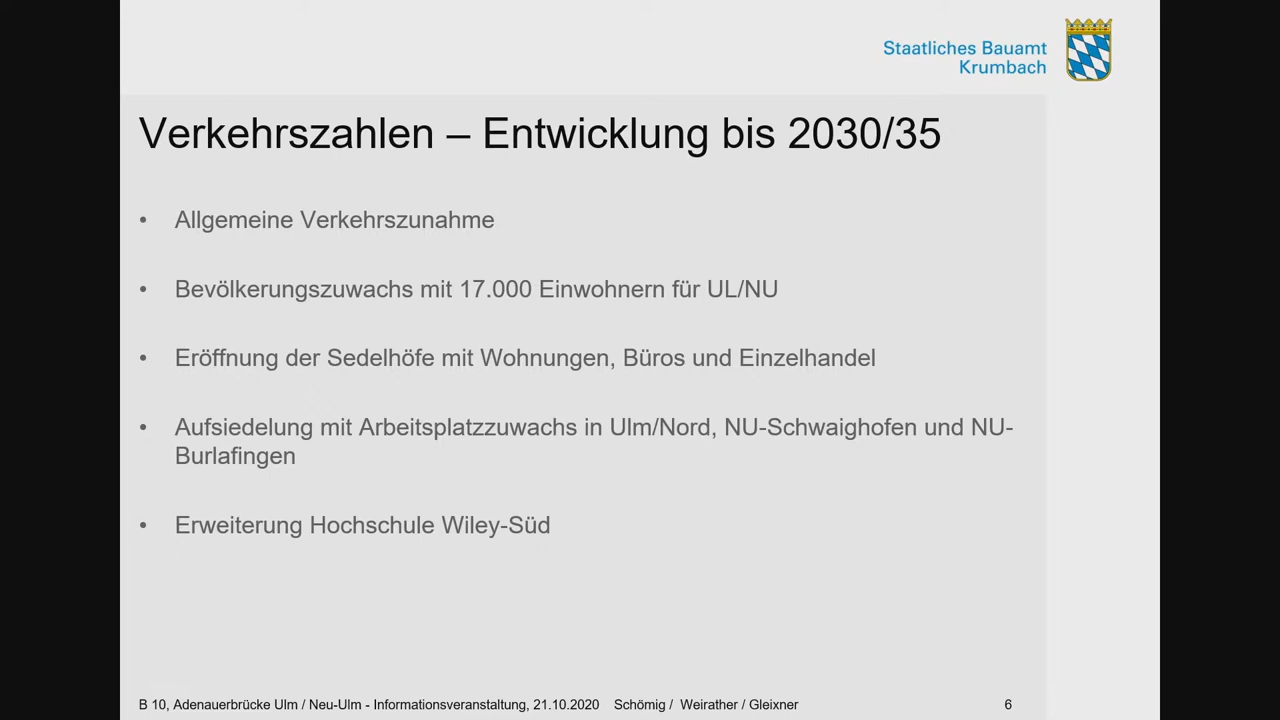 Staatliches Bauamt
Krumbach
Verkehrszahlen – Entwicklung bis 2030/35
• Allgemeine Verkehrszunahme
• Bevölkerungszuwachs mit 17.000 Einwohnern für UL/NU
• Eröffnung der Sedelhöfe mit Wohnungen, Büros und Einzelhandel
• Aufsiedelung mit Arbeitsplatzzuwachs in Ulm/Nord, NU-Schwaighofen und NU-
Burlafingen
• Erweiterung Hochschule Wiley-Süd
B 10, Adenauerbrücke Ulm / Neu-Ulm - Informationsveranstaltung, 21.10.2020 Schömig / Weirather / Gleixner 6